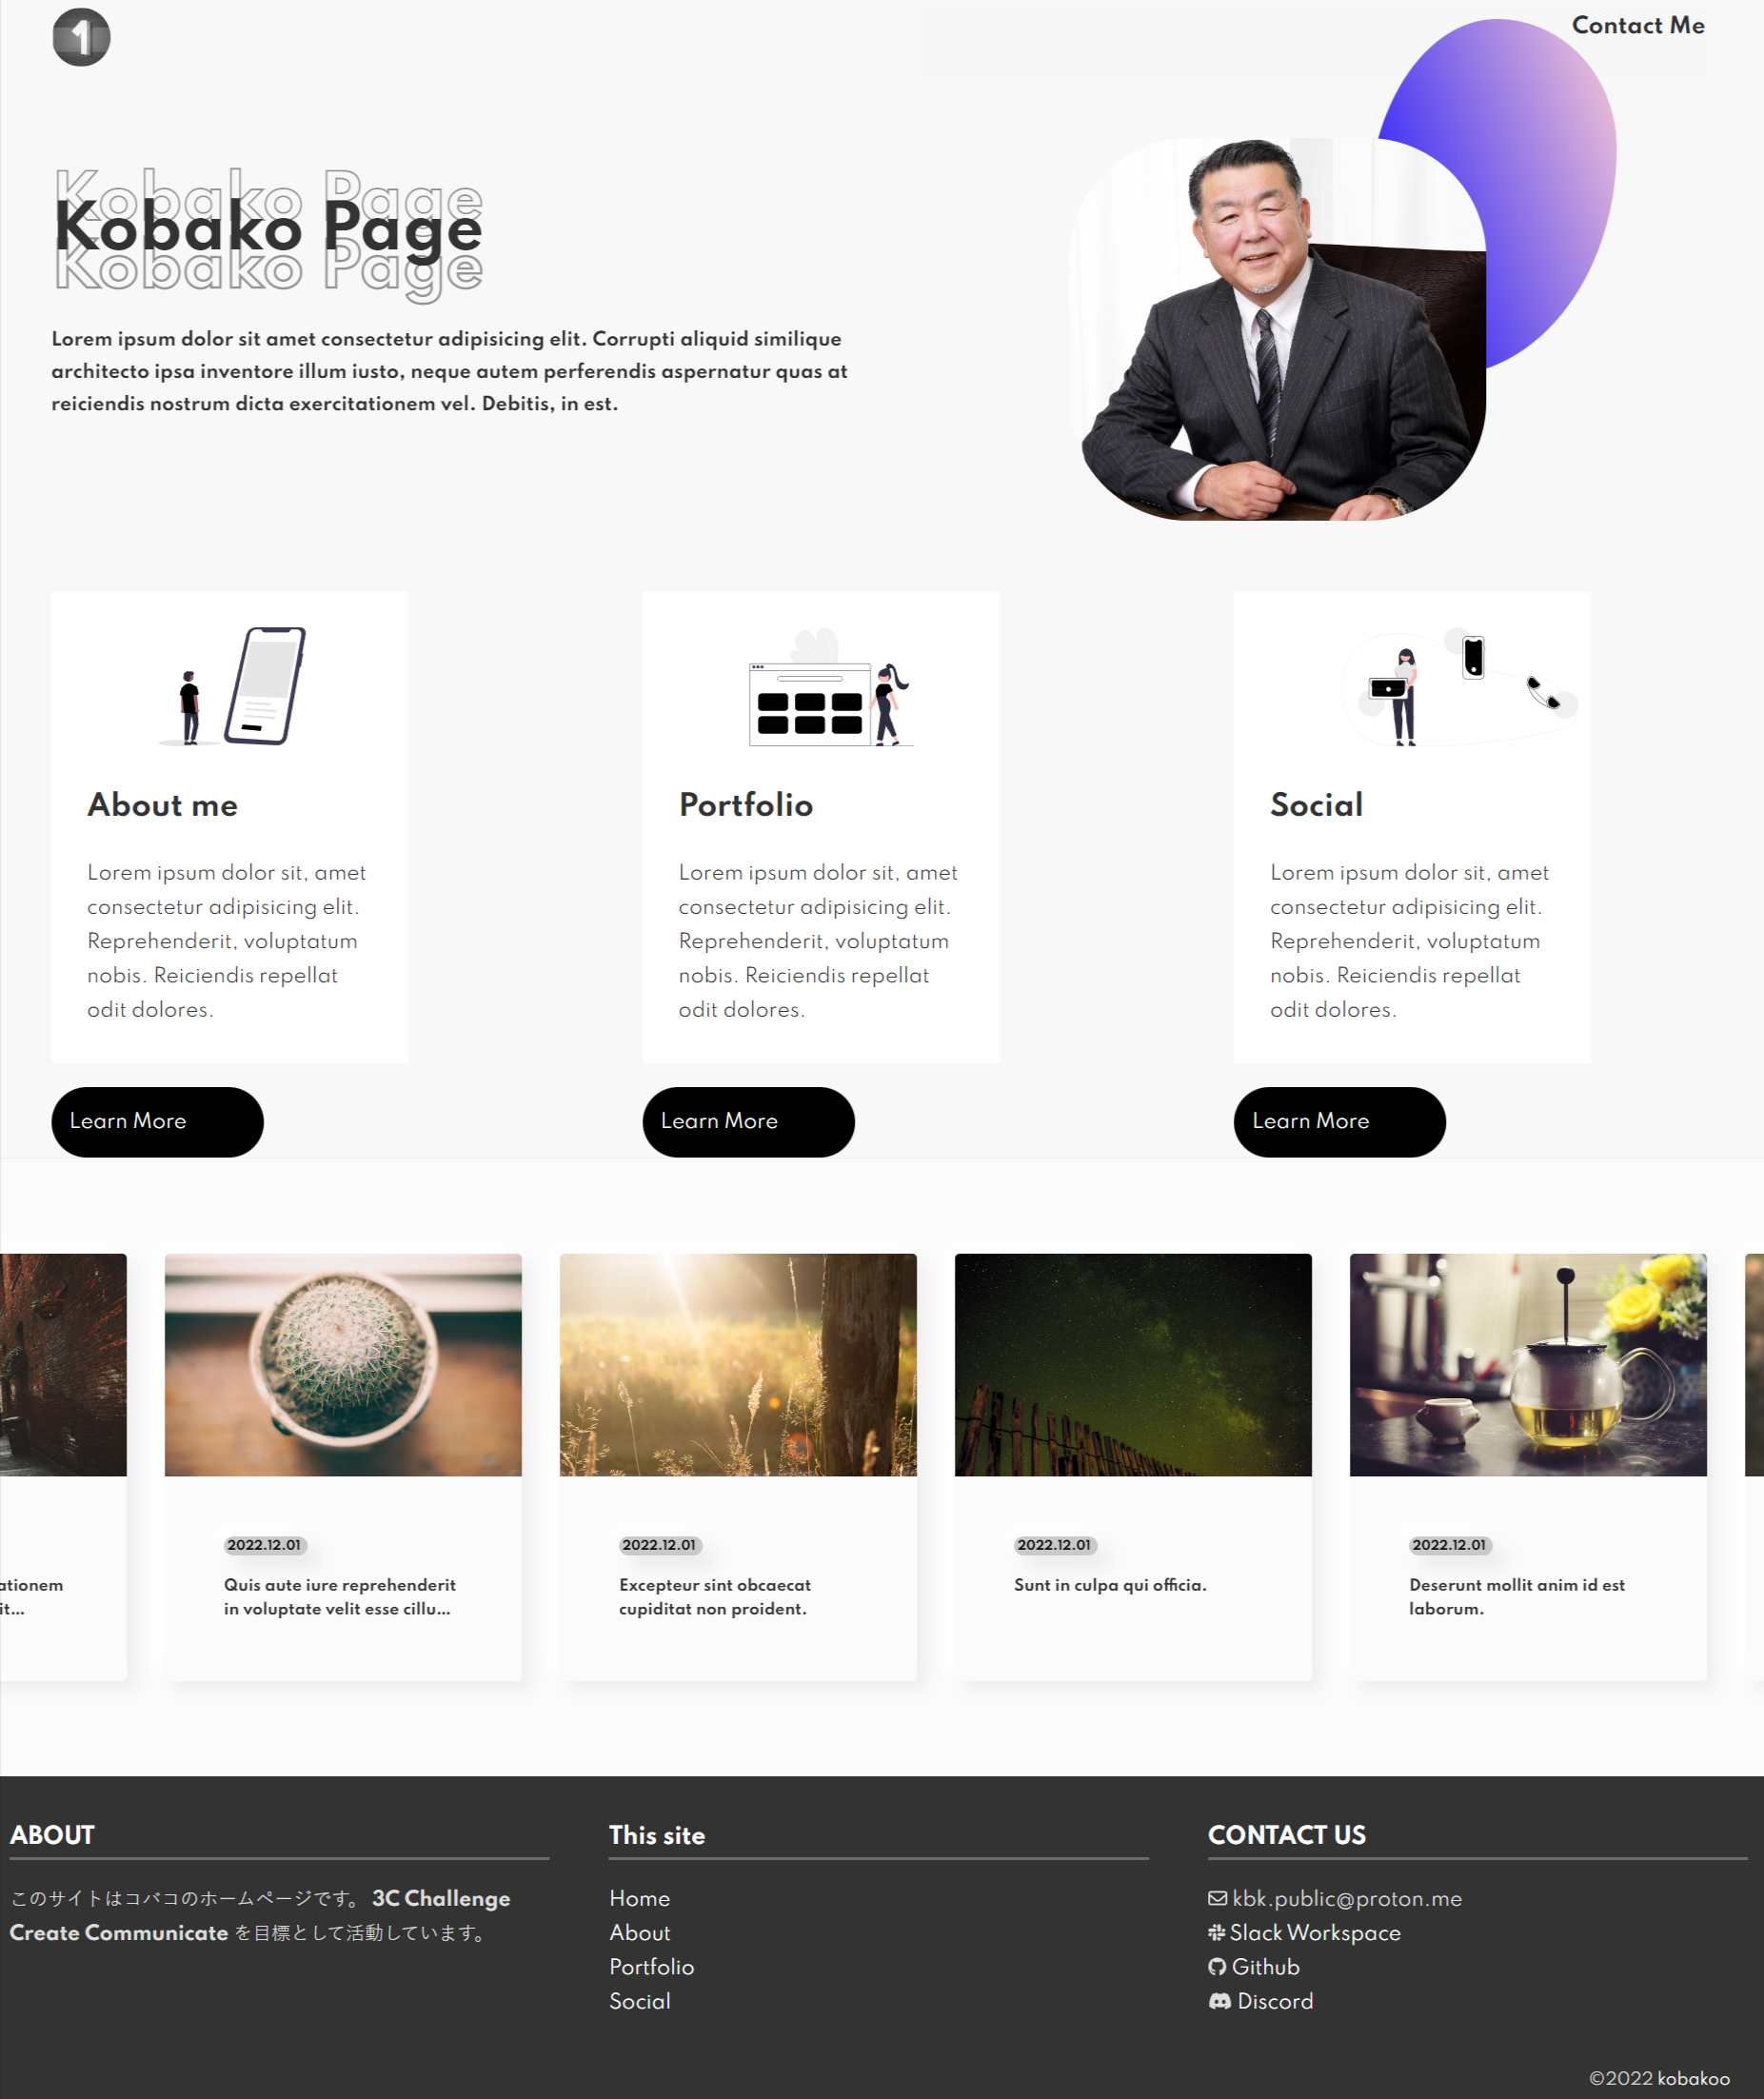 1
Contact Me
Kobako Page
Kobako Page
Kobako Page
Lorem ipsum dolor sit amet consectetur adipisicing elit. Corrupti aliquid similique
architecto ipsa inventore illum iusto, neque autem perferendis aspernatur quas at
reiciendis nostrum dicta exercitationem vel. Debitis, in est.
About me
Lorem ipsum dolor sit, amet
consectetur adipisicing elit.
Reprehenderit, voluptatum
nobis. Reiciendis repellat
odit dolores.
Learn More
Portfolio
Lorem ipsum dolor sit, amet
consectetur adipisicing elit.
Reprehenderit, voluptatum
nobis. Reiciendis repellat
odit dolores.
Learn More
Social
Lorem ipsum dolor sit, amet
consectetur adipisicing elit.
Reprehenderit, voluptatum
nobis. Reiciendis repellat
odit dolores.
Learn More
ationem
it...
2022.12.01
Quis aute iure reprehenderit
in voluptate velit esse cillu...
2022.12.01
Excepteur sint obcaecat
cupiditat non proident.
2022.12.01
Sunt in culpa qui officia.
2022.12.01
Deserunt mollit anim id est
laborum.
ABOUT
このサイトはコバコのホームページです。 3C Challenge
Create Communicate を目標として活動しています。
This site
Home
About
Portfolio
Social
CONTACT US
kbk.public@proton.me
Slack Workspace
Github
Discord
©2022 kobakoo